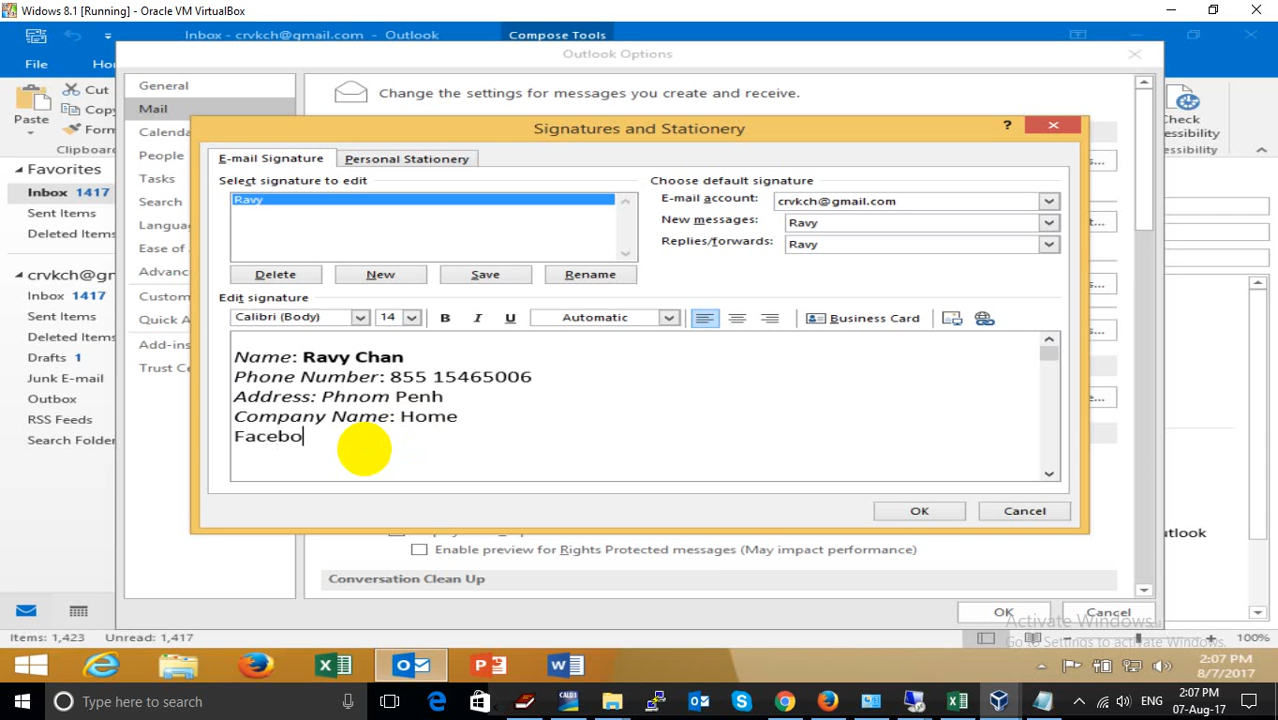 Widows 8.1 [Running] - Oracle VM VirtualBox
Inbox - crvkch@gmail.com - Outlook
Compose Tools
File
Outlook Options
Cut
Copy
Paste
Clipboard
General
Mail
People
Tasks
Search
Advanced
Change the settings for messages you create and receive.
Check
Signatures and Stationery
?
E-mail Signature
Personal Stationery
Select signature to edit
Choose default signature
Ravy
E-mail account:
crvkch@gmail.com
New messages:
Ravy
Replies/forwards:
Ravy
Delete
New
Save
Rename
Edit signature
Calibri (Body)
14
B
I
U
Automatic
Business Card
Name: Ravy Chan
Phone Number: 855 15465006
Address: Phnom Penh
Company Name: Home
Facebo
OK
Cancel
Enable preview for Rights Protected messages (May impact performance)
Conversation Clean Up
OK
Cancel
Favorites
Inbox 1417
Sent Items
Deleted Items
crvkch@g
Inbox 1417
Sent Items
Deleted Items
Drafts 1
Junk E-mail
Outbox
RSS Feeds
Search Folder
Activate Windows
Go to Settings to activate Windows.
Items: 1,423
Unread: 1,417
100%
2:07 PM
8/7/2017
Type here to search
ENG
2:07 PM
07-Aug-17